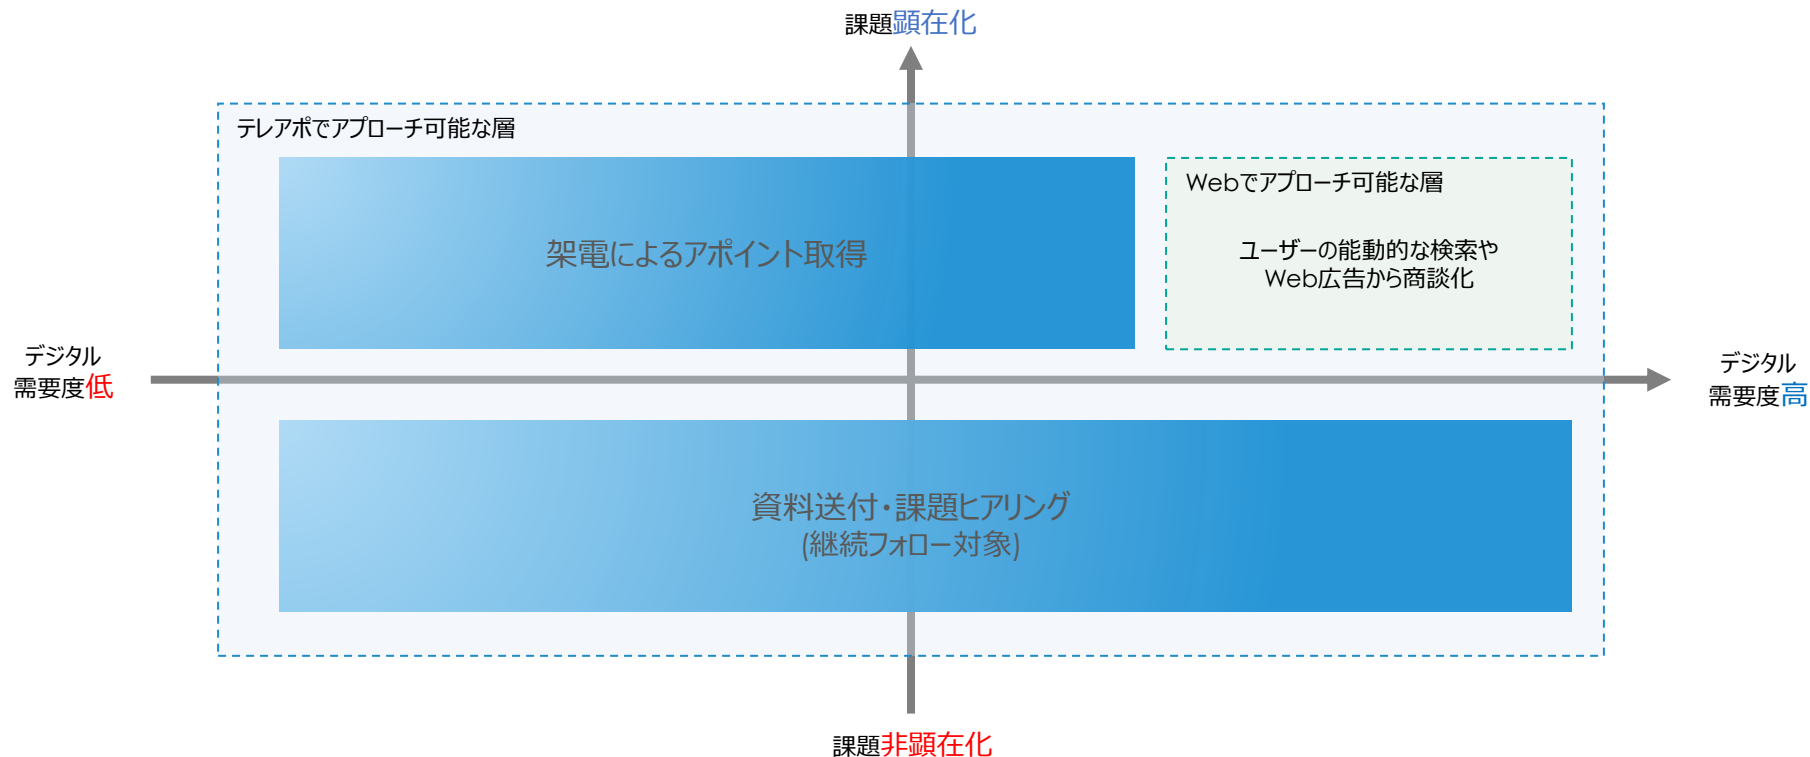 課題顕在化
テレアポでアプローチ可能な層
Webでアプローチ可能な層
架電によるアポイント取得
ユーザーの能動的な検索や
Web広告から商談化
デジタル
需要度低
デジタル
需要度高
資料送付・課題ヒアリング
(継続フォロー対象)
課題非顕在化